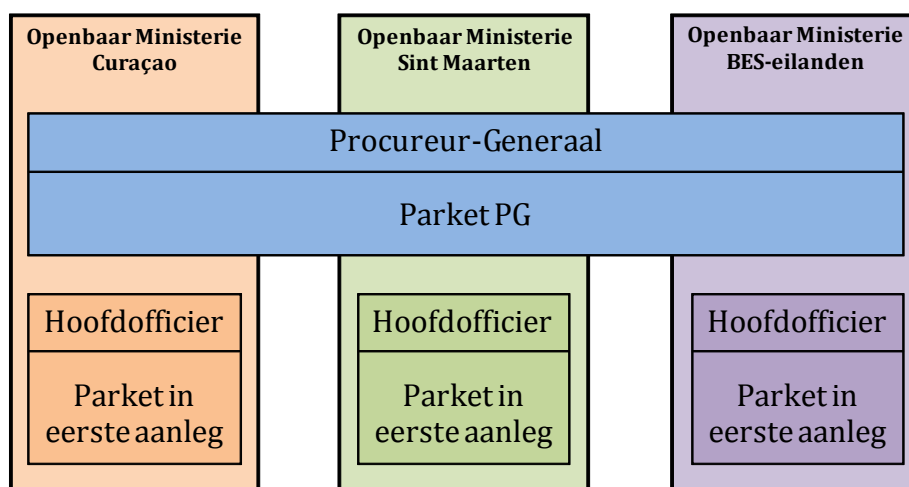 Openbaar Ministerie
Curaçao
Openbaar Ministerie
Sint Maarten
Openbaar Ministerie
BES-eilanden
Procureur-Generaal
Parket PG
Hoofdofficier
Parket in
eerste aanleg
Hoofdofficier
Parket in
eerste aanleg
Hoofdofficier
Parket in
eerste aanleg